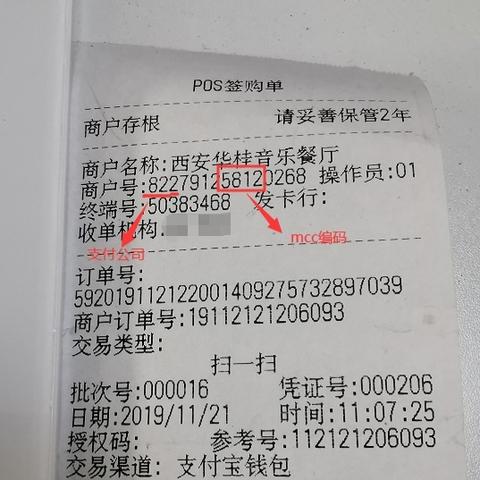 POS签购单
商户存根 请妥善保管2年
商户名称:西安华桂音乐餐厅
商户号:822791258120268 操作员:01
终端号:50383468 发卡行:
收单机构:
支付公司 mcc编码
订单号:
592019112122001409275732897039
商户订单号:19112121206093
交易类型:
扫一扫
批次号:000016 凭证号:000206
日期:2019/11/21 时间:11:07:25
授权码: 参考号:112121206093
交易渠道: 支付宝钱包